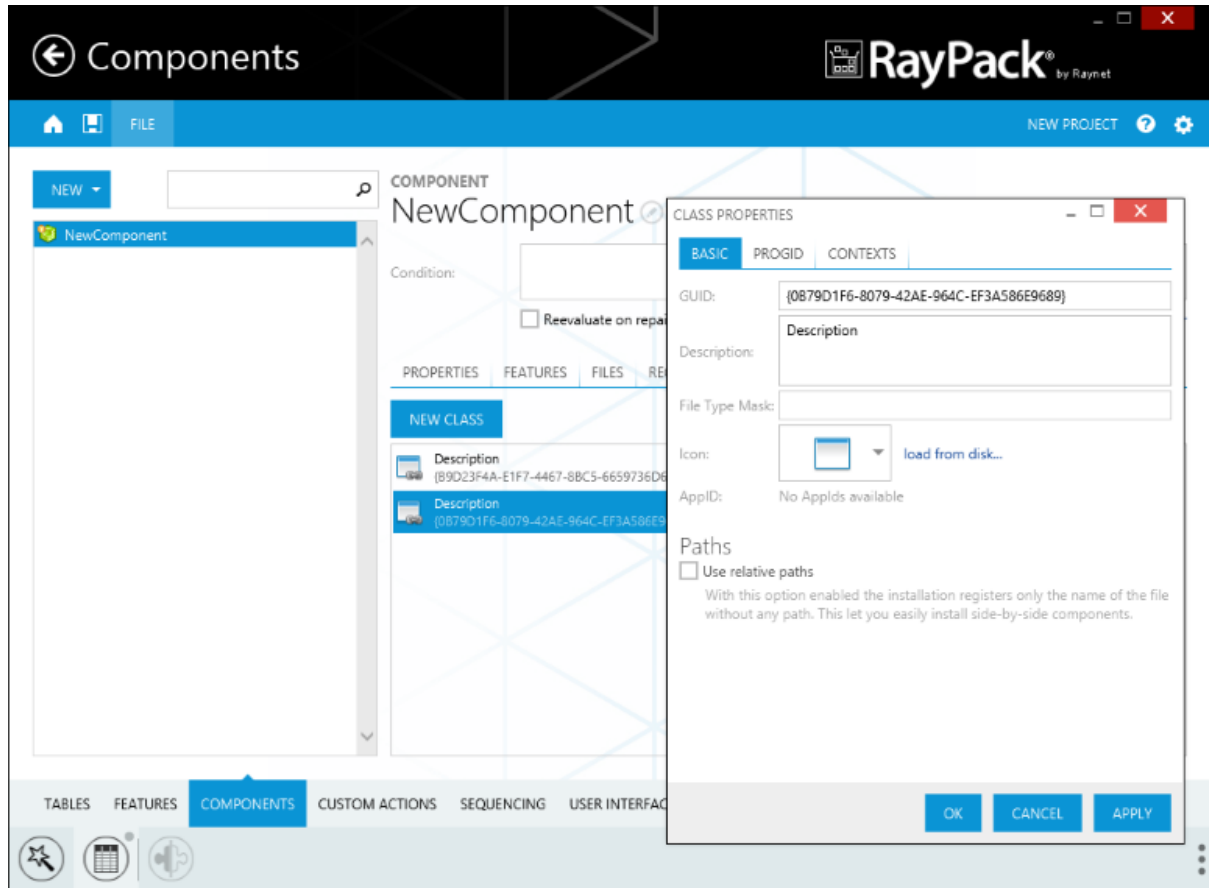 Components
RayPack® by Raynet
FILE
NEW PROJECT
NEW
NewComponent
COMPONENT
NewComponent
Condition:
Reevaluate on repai
PROPERTIES FEATURES FILES RE
NEW CLASS
Description
{B9D23F4A-E1F7-4467-8BC5-6659736D6
Description
{0B79D1F6-8079-42AE-964C-EF3A586E9
CLASS PROPERTIES
BASIC PROGID CONTEXTS
GUID: {0B79D1F6-8079-42AE-964C-EF3A586E9689}
Description: Description
File Type Mask:
Icon: load from disk...
AppID: No AppIds available
Paths
Use relative paths
With this option enabled the installation registers only the name of the file
without any path. This let you easily install side-by-side components.
OK CANCEL APPLY
TABLES FEATURES COMPONENTS CUSTOM ACTIONS SEQUENCING USER INTERFAC